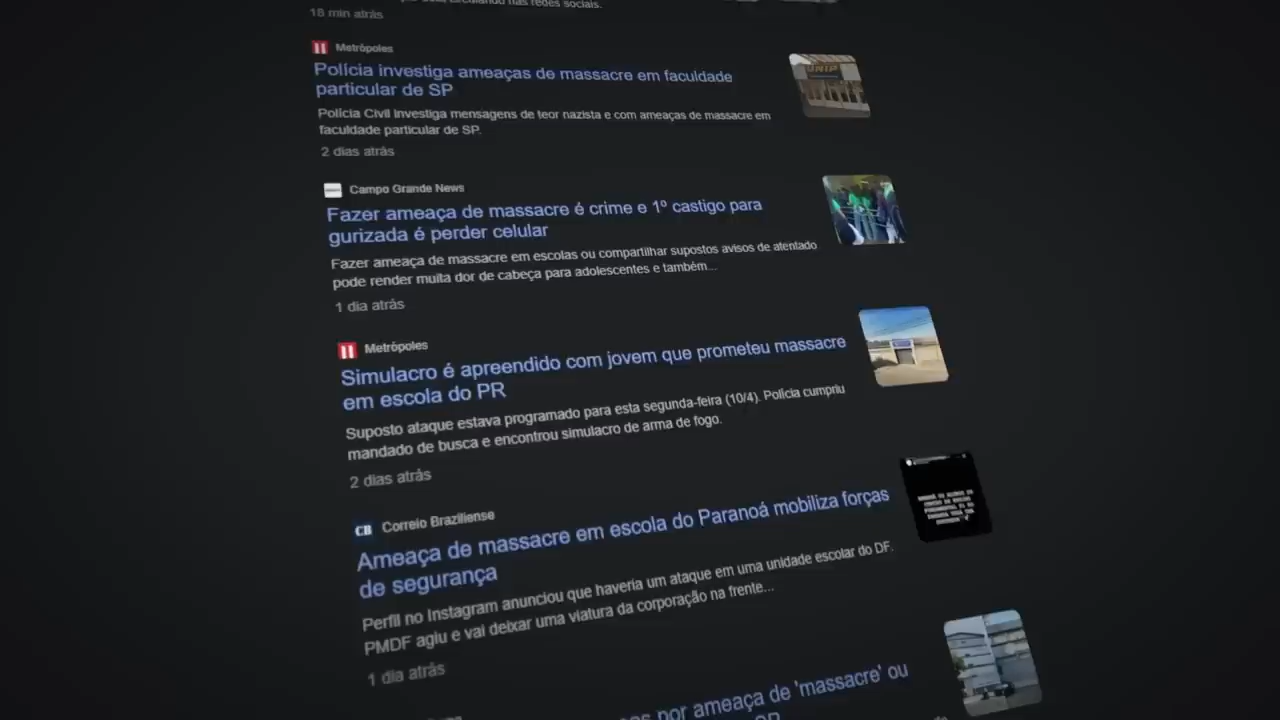 circulando nas redes sociais.
18 min atrás
Metrópoles
Polícia investiga ameaças de massacre em faculdade
particular de SP
UNIP
Polícia Civil investiga mensagens de teor nazista e com ameaças de massacre em
faculdade particular de SP.
2 dias atrás
Campo Grande News
Fazer ameaça de massacre é crime e 1º castigo para
gurizada é perder celular
Fazer ameaça de massacre em escolas ou compartilhar supostos avisos de atentado
pode render muita dor de cabeça para adolescentes e também...
1 dia atrás
Metrópoles
Simulacro é apreendido com jovem que prometeu massacre
em escola do PR
Suposto ataque estava programado para esta segunda-feira (10/4). Polícia cumpriu
mandado de busca e encontrou simulacro de arma de fogo.
2 dias atrás
CB Correio Braziliense
Ameaça de massacre em escola do Paranoá mobiliza forças
de segurança
Perfil no Instagram anunciou que haveria um ataque em uma unidade escolar do DF.
PMDF agiu e vai deixar uma viatura da corporação na frente...
1 dia atrás
por ameaça de 'massacre' ou